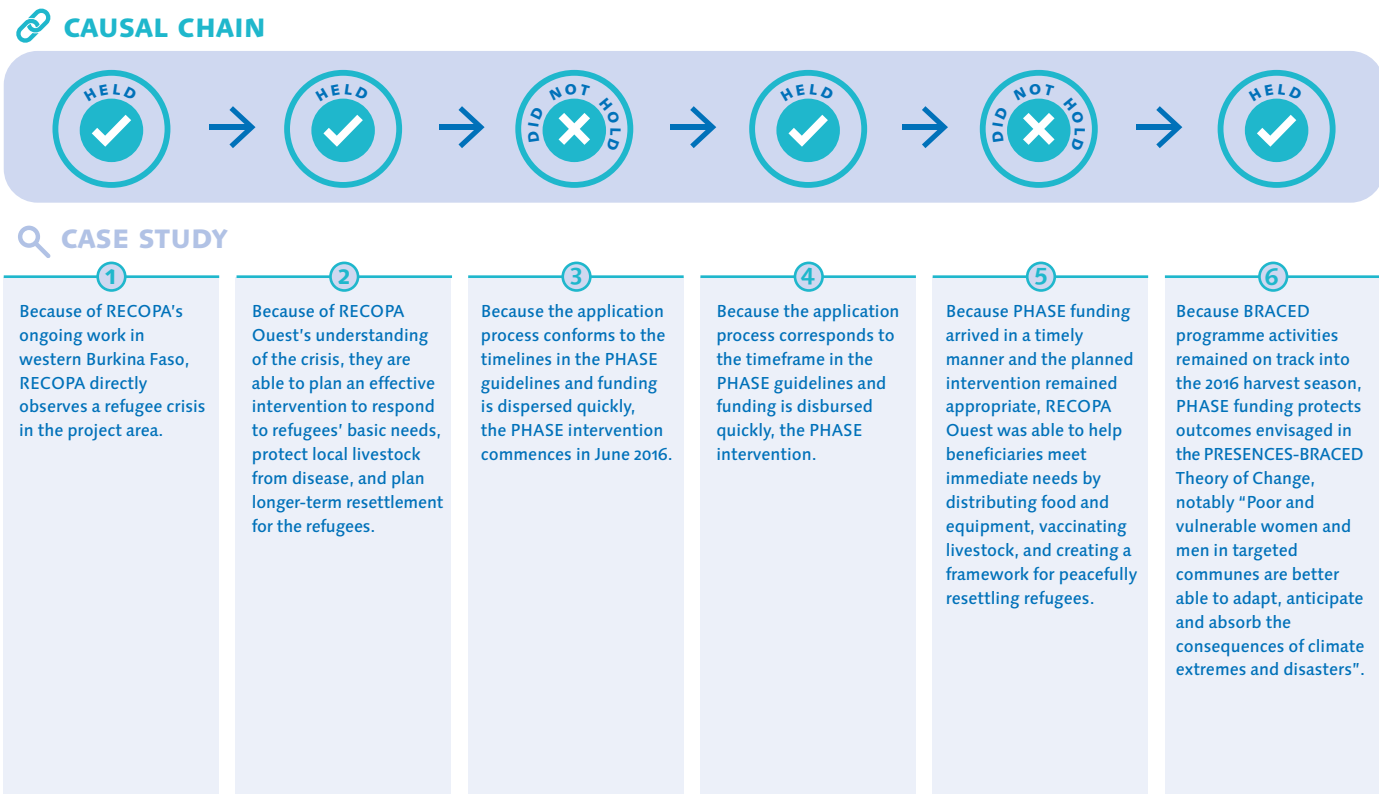 CAUSAL CHAIN
HELD
HELD
DID NOT HOLD
HELD
DID NOT HOLD
HELD
CASE STUDY
1
Because of RECOPA's
ongoing work in
western Burkina Faso,
RECOPA directly
observes a refugee crisis
in the project area.
2
Because of RECOPA
Ouest's understanding
of the crisis, they are
able to plan an effective
intervention to respond
to refugees' basic needs,
protect local livestock
from disease, and plan
longer-term resettlement
for the refugees.
3
Because the application
process conforms to the
timelines in the PHASE
guidelines and funding
is dispersed quickly,
the PHASE intervention
commences in June 2016.
4
Because the application
process corresponds to
the timeframe in the
PHASE guidelines and
funding is disbursed
quickly, the PHASE
intervention.
5
Because PHASE funding
arrived in a timely
manner and the planned
intervention remained
appropriate, RECOPA
Ouest was able to help
beneficiaries meet
immediate needs by
distributing food and
equipment, vaccinating
livestock, and creating a
framework for peacefully
resettling refugees.
6
Because BRACED
programme activities
remained on track into
the 2016 harvest season,
PHASE funding protects
outcomes envisaged in
the PRESENCES-BRACED
Theory of Change,
notably “Poor and
vulnerable women and
men in targeted
communes are better
able to adapt, anticipate
and absorb the
consequences of climate
extremes and disasters”.